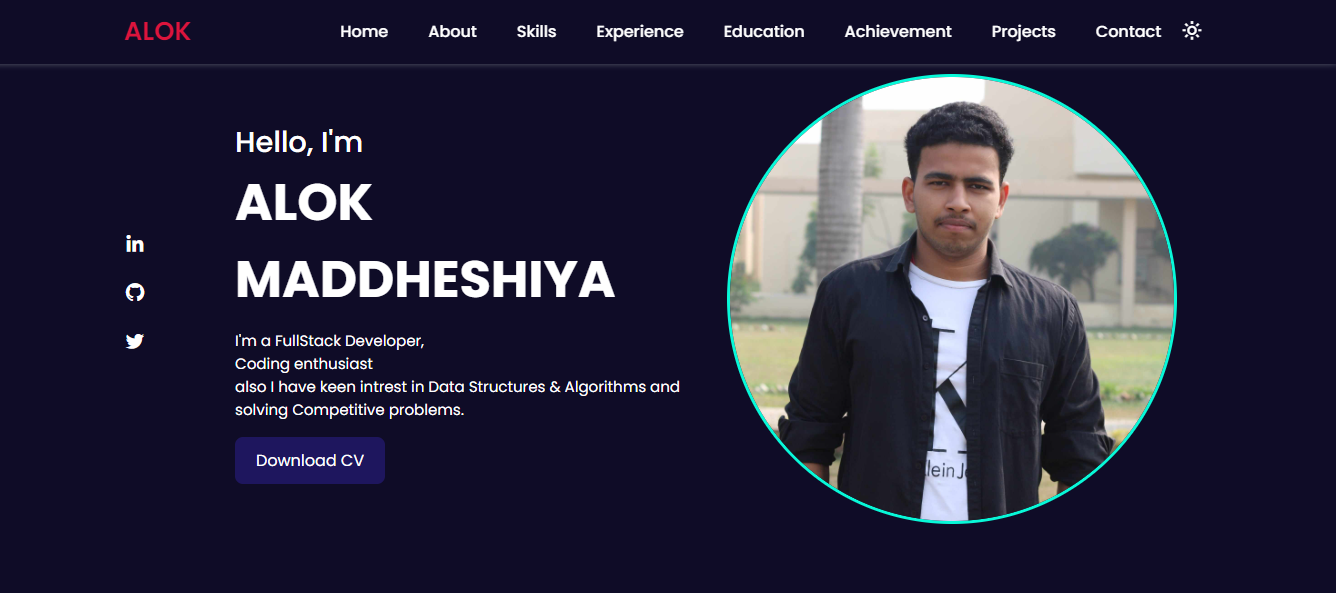 ALOK Home About Skills Experience Education Achievement Projects Contact
Hello, I'm
ALOK
MADDHESHIYA
in
I'm a FullStack Developer,
Coding enthusiast
also I have keen intrest in Data Structures & Algorithms and
solving Competitive problems.
Download CV
K